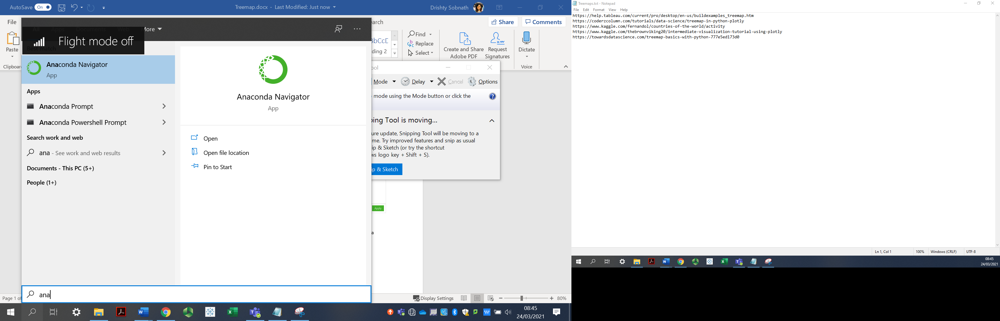 AutoSave On
Treemap.docx - Last Modified: Just now
Drishty Sobnath
File
All Apps Documents Web More
earch
Share
Comments
Flight mode off
Best match
Paste
Clipboar
BbCcD
ding 2
Find
Replace
Select
Create and Share
Adobe PDF
Request
Signatures
Dictate
Voice
Anaconda Navigator
App
Apps
Anaconda Prompt
Anaconda Powershell Prompt
Search work and web
ana - See work and web results
Documents - This PC (5+)
People (1+)
Anaconda Navigator
App
Open
Open file location
Pin to Start
ana
ool
Mode
Delay
Cancel
Options
mode using the Mode button or click the
ping Tool is moving...
ure update, Snipping Tool will be moving to a
me. Try improved features and snip as usual
ip & Sketch (or try the shortcut
ws logo key + Shift + S).
ip & Sketch
Apply
a
Page 1 of
Display Settings
80%
08:45
24/03/2021
Treemaps.txt - Notepad
File Edit Format View Help
https://help.tableau.com/current/pro/desktop/en-us/buildexamples_treemap.htm
https://coderzcolumn.com/tutorials/data-science/treemap-in-python-plotly
https://www.kaggle.com/fernandol/countries-of-the-world/activity
https://www.kaggle.com/thebrownviking20/intermediate-visualization-tutorial-using-plotly
https://towardsdatascience.com/treemap-basics-with-python-777e5ed173d0
Ln 1, Col 1
100%
Windows (CRLF)
UTF-8
08:45
24/03/2021